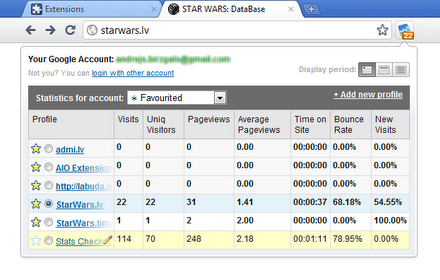 Extensions
STAR WARS: DataBase
starwars.lv
22
Your Google Account:
Not you? You can login with other account
Display period:
Statistics for account: ∗ Favourited
+ Add new profile
Profile Visits Uniq Visitors Pageviews Average Pageviews Time on Site Bounce Rate New Visits
admi.lv 0 0 0 0.00 00:00:00 0.00% 0.00%
AIO Extension 0 0 0 0.00 00:00:00 0.00% 0.00%
http://labuda.v 0 0 0 0.00 00:00:00 0.00% 0.00%
StarWars.lv 22 22 31 1.41 00:00:37 68.18% 54.55%
StarWars.time 1 1 2 2.00 00:00:00 0.00% 100.00%
Stats Checke 114 70 248 2.18 00:01:11 78.95% 0.00%